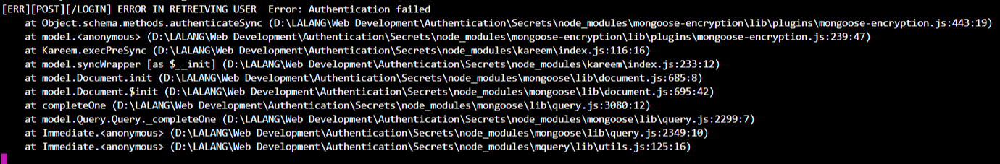 [ERR][POST][/LOGIN] ERROR IN RETREIVING USER  Error: Authentication failed
    at Object.schema.methods.authenticateSync (D:\LALANG\Web Development\Authentication\Secrets\node_modules\mongoose-encryption\lib\plugins\mongoose-encryption.js:443:19)
    at model.<anonymous> (D:\LALANG\Web Development\Authentication\Secrets\node_modules\mongoose-encryption\lib\plugins\mongoose-encryption.js:239:47)
    at Kareem.execPreSync (D:\LALANG\Web Development\Authentication\Secrets\node_modules\kareem\index.js:116:16)
    at model.syncWrapper [as $__init] (D:\LALANG\Web Development\Authentication\Secrets\node_modules\kareem\index.js:233:12)
    at model.Document.init (D:\LALANG\Web Development\Authentication\Secrets\node_modules\mongoose\lib\document.js:685:8)
    at model.Document.$init (D:\LALANG\Web Development\Authentication\Secrets\node_modules\mongoose\lib\document.js:695:42)
    at completeOne (D:\LALANG\Web Development\Authentication\Secrets\node_modules\mongoose\lib\query.js:3080:12)
    at model.Query.Query._completeOne (D:\LALANG\Web Development\Authentication\Secrets\node_modules\mongoose\lib\query.js:2299:7)
    at Immediate.<anonymous> (D:\LALANG\Web Development\Authentication\Secrets\node_modules\mongoose\lib\query.js:2349:10)
    at Immediate.<anonymous> (D:\LALANG\Web Development\Authentication\Secrets\node_modules\mquery\lib\utils.js:125:16)